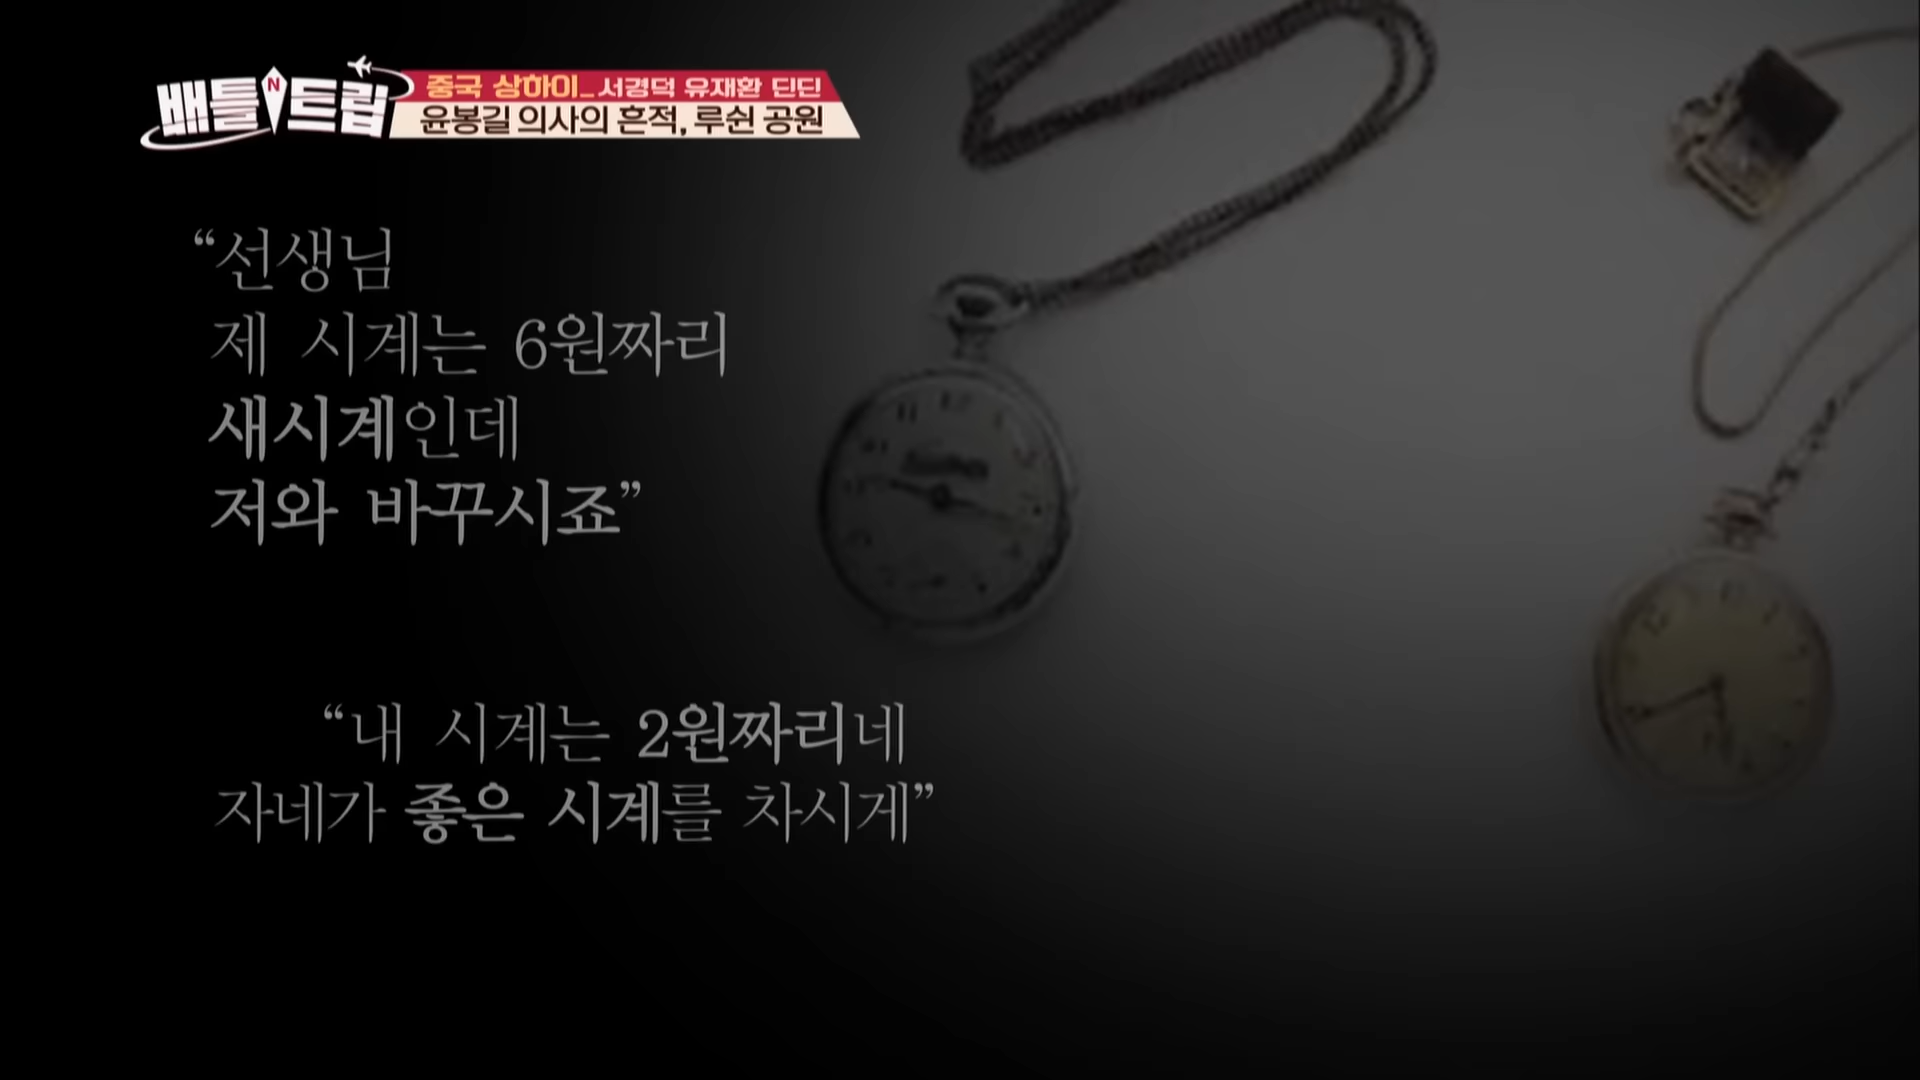 배틀트립
중국 상하이_서경덕 유재환 딘딘
윤봉길 의사의 흔적, 루쉰 공원
“선생님
제 시계는 6원짜리
새시계인데
저와 바꾸시죠”
“내 시계는 2원짜리네
자네가 좋은 시계를 차시게”